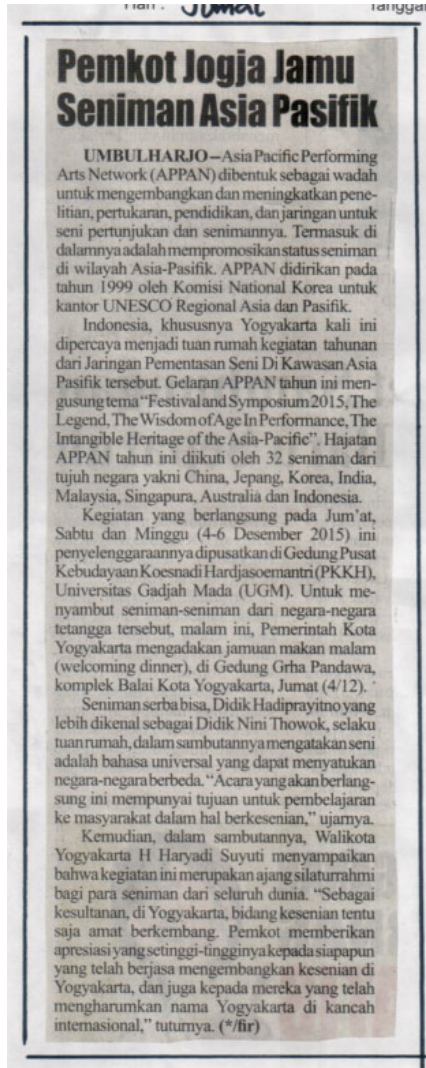 Hari : Jumat Tanggal
Pemkot Jogja Jamu
Seniman Asia Pasifik
UMBULHARJO—Asia Pacific Performing
Arts Network (APPAN) dibentuk sebagai wadah
untuk mengembangkan dan meningkatkan pene-
litian, pertukaran, pendidikan, dan jaringan untuk
seni pertunjukan dan senimannya. Termasuk di
dalamnya adalah mempromosikan status seniman
di wilayah Asia-Pasifik. APPAN didirikan pada
tahun 1999 oleh Komisi National Korea untuk
kantor UNESCO Regional Asia dan Pasifik.
Indonesia, khususnya Yogyakarta kali ini
dipercaya menjadi tuan rumah kegiatan tahunan
dari Jaringan Pementasan Seni Di Kawasan Asia
Pasifik tersebut. Gelaran APPAN tahun ini men-
gusung tema “Festival and Symposium 2015, The
Legend, The Wisdom of Age In Performance, The
Intangible Heritage of the Asia-Pacific”. Hajatan
APPAN tahun ini diikuti oleh 32 seniman dari
tujuh negara yakni China, Jepang, Korea, India,
Malaysia, Singapura, Australia dan Indonesia.
Kegiatan yang berlangsung pada Jum’at,
Sabtu dan Minggu (4-6 Desember 2015) ini
penyelenggaraannya dipusatkan di Gedung Pusat
Kebudayaan Koesnadi Hardjasoemantri (PKKH),
Universitas Gadjah Mada (UGM). Untuk me-
nyambut seniman-seniman dari negara-negara
tetangga tersebut, malam ini, Pemerintah Kota
Yogyakarta mengadakan jamuan makan malam
(welcoming dinner), di Gedung Grha Pandawa,
komplek Balai Kota Yogyakarta, Jumat (4/12).
Seniman serba bisa, Didik Hadiprayitno yang
lebih dikenal sebagai Didik Nini Thowok, selaku
tuan rumah, dalam sambutannya mengatakan seni
adalah bahasa universal yang dapat menyatukan
negara-negara berbeda. “Acara yang akan berlang-
sung ini mempunyai tujuan untuk pembelajaran
ke masyarakat dalam hal berkesenian,” ujarnya.
Kemudian, dalam sambutannya, Walikota
Yogyakarta H Haryadi Suyuti menyampaikan
bahwa kegiatan ini merupakan ajang silaturrahmi
bagi para seniman dari seluruh dunia. “Sebagai
kesultanan, di Yogyakarta, bidang kesenian tentu
saja amat berkembang. Pemkot memberikan
apresiasi yang setinggi-tingginya kepada siapapun
yang telah berjasa mengembangkan kesenian di
Yogyakarta, dan juga kepada mereka yang telah
mengharumkan nama Yogyakarta di kancah
internasional,” tuturnya. (*/fir)